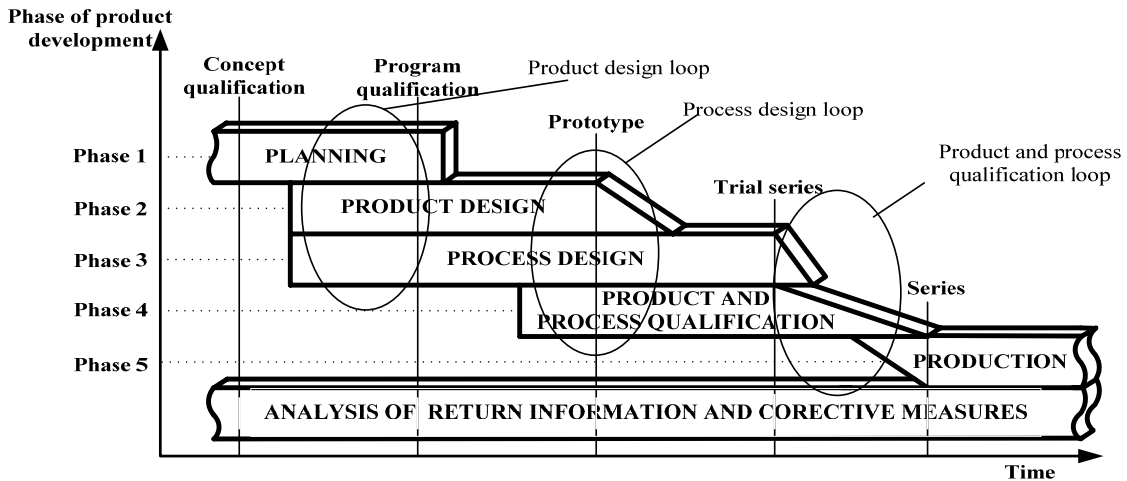 Phase of product
development
Concept
qualification
Program
qualification
Product design loop
Prototype
Process design loop
Product and process
qualification loop
Phase 1
PLANNING
Trial series
Phase 2
PRODUCT DESIGN
Phase 3
PROCESS DESIGN
Series
Phase 4
PRODUCT AND
PROCESS QUALIFICATION
Phase 5
PRODUCTION
ANALYSIS OF RETURN INFORMATION AND CORECTIVE MEASURES
Time